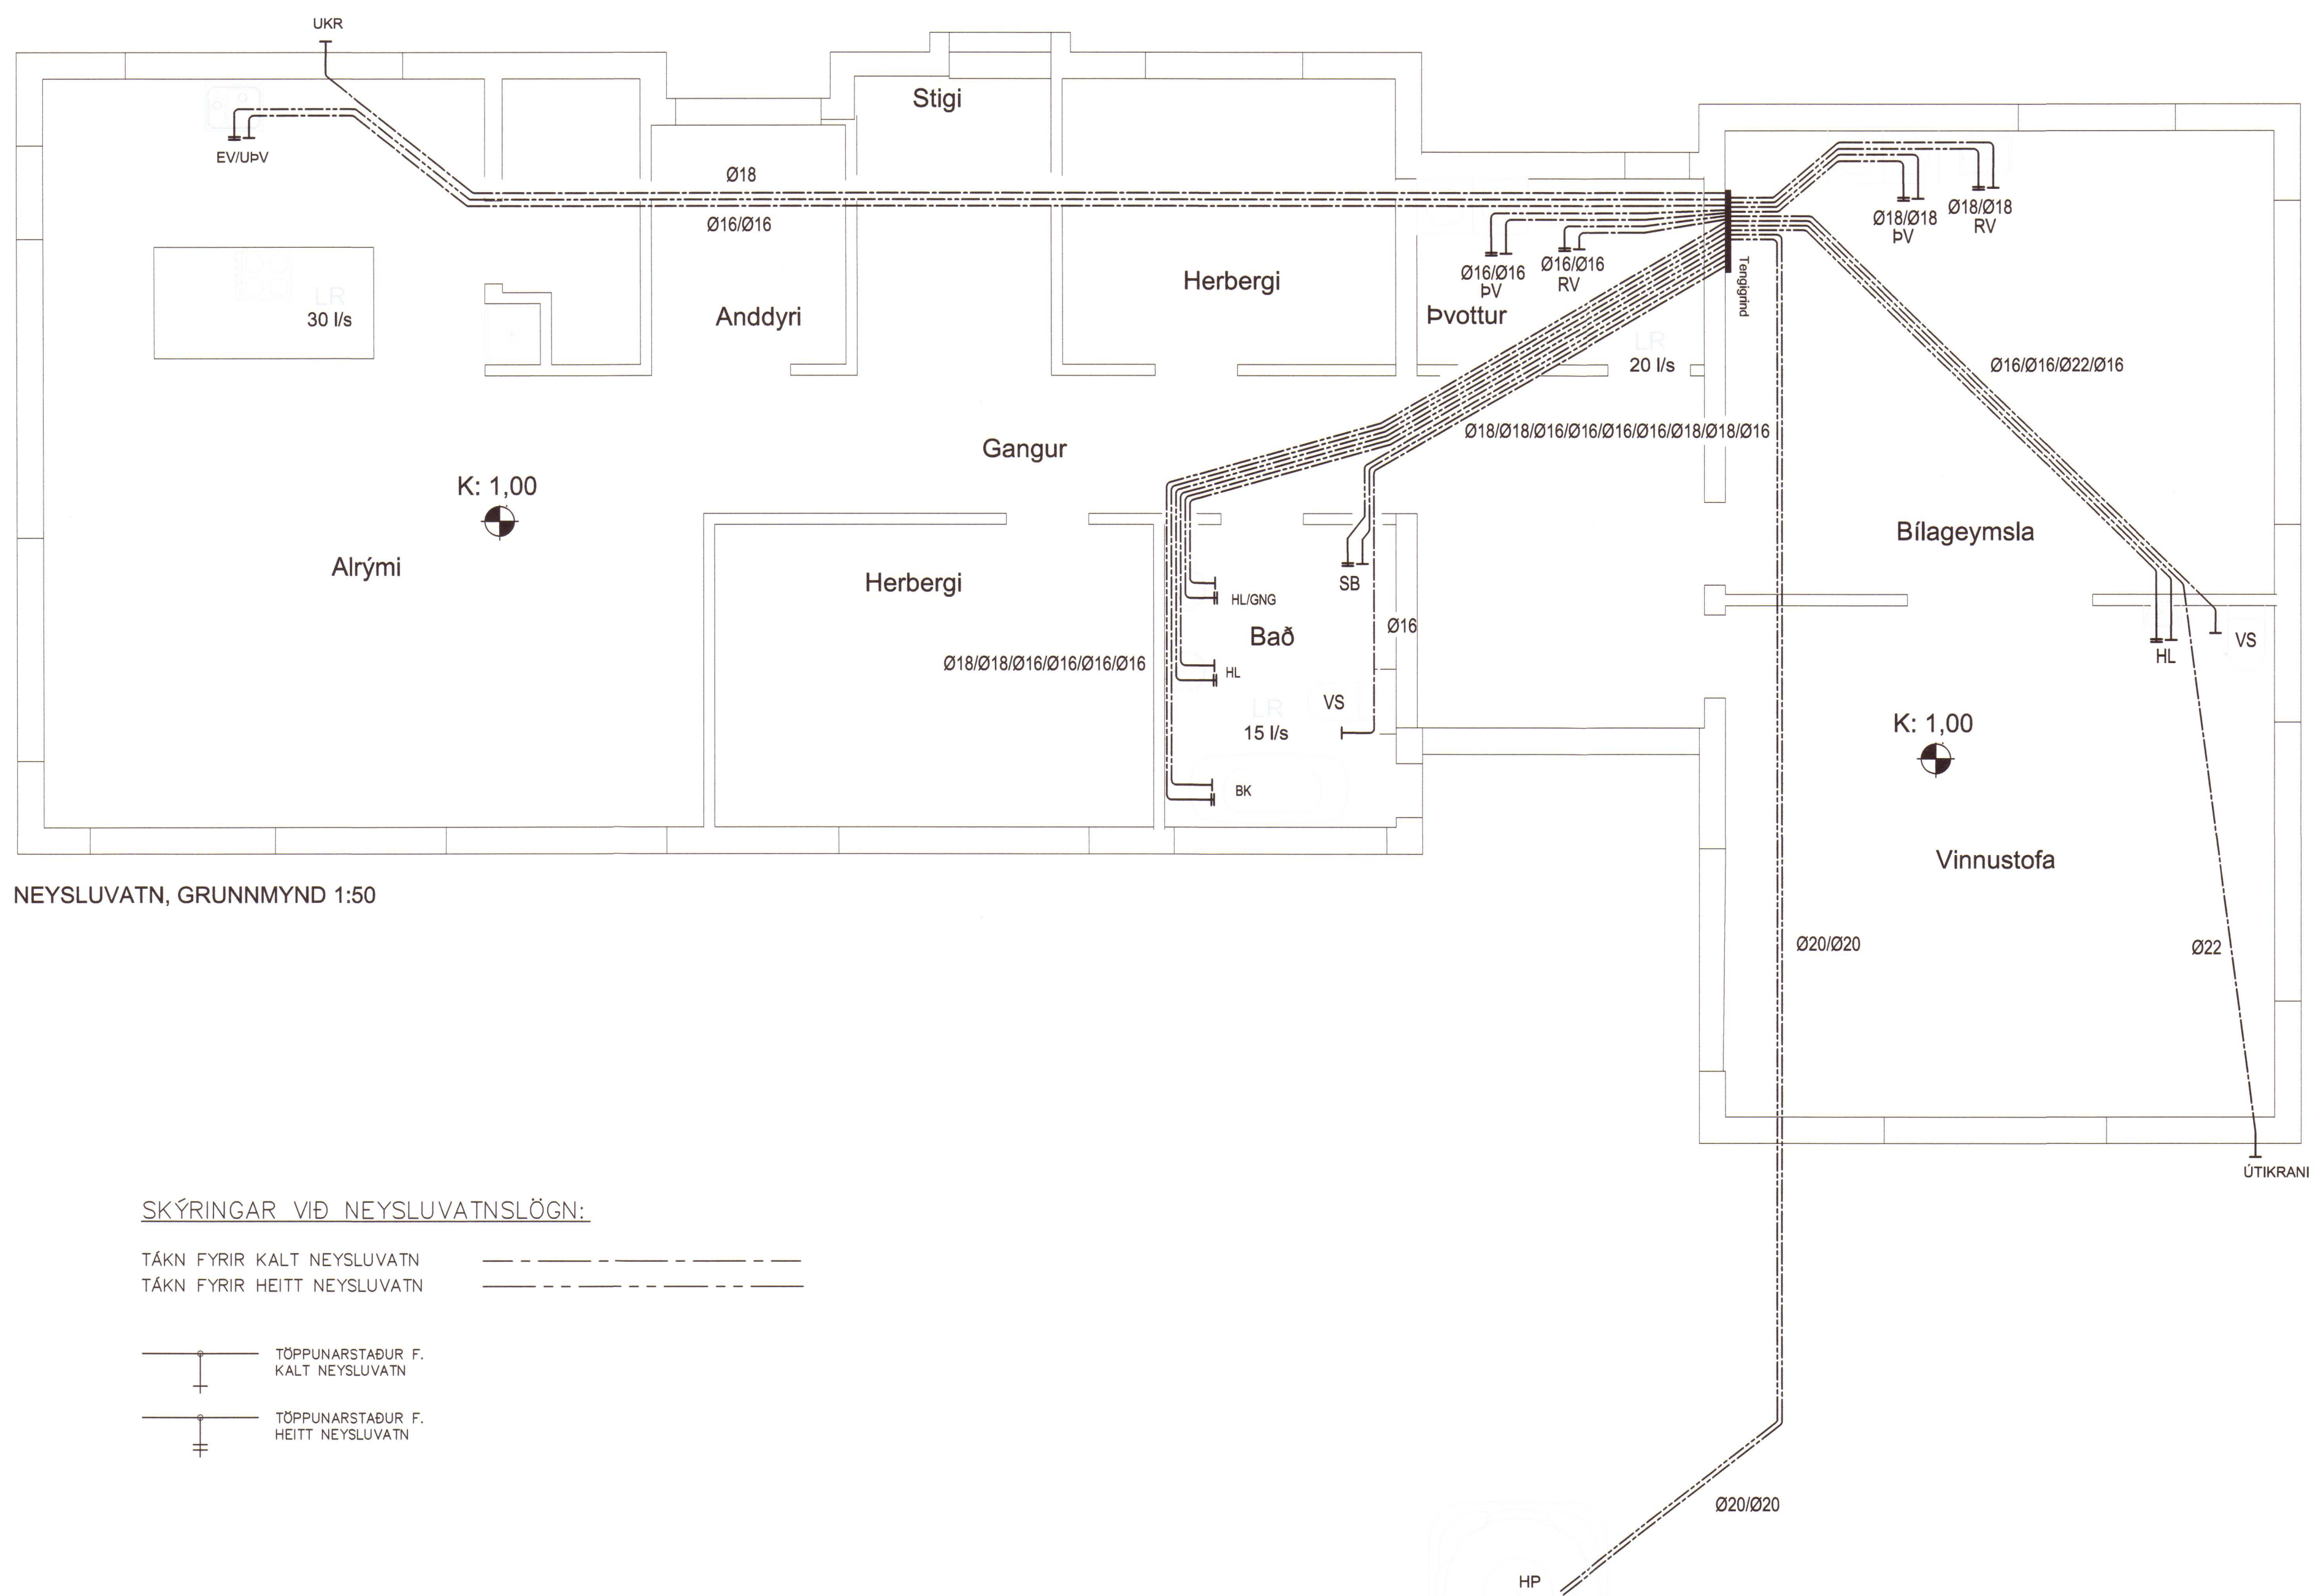 UKR
Stigi
EV/UÞV
Ø18
Ø16/Ø16
Ø18/Ø18
ÞV
Ø18/Ø18
RV
Ø16/Ø16
ÞV
Ø16/Ø16
RV
Tengigrind
LR
30 l/s
Anddyri
Herbergi
Þvottur
LR
20 l/s
Ø16/Ø16/Ø22/Ø16
Gangur
Ø18/Ø18/Ø16/Ø16/Ø16/Ø16/Ø18/Ø18/Ø16
K: 1,00
Alrými
Herbergi
SB
HL/GNG
Bað
Ø16
Bílageymsla
Ø18/Ø18/Ø16/Ø16/Ø16/Ø16
HL
VS
LR
15 l/s
BK
HL
VS
K: 1,00
Vinnustofa
NEYSLUVATN, GRUNNMYND 1:50
Ø20/Ø20
Ø22
ÚTIKRANI
SKÝRINGAR VIÐ NEYSLUVATNSLÖGN:
TÁKN FYRIR KALT NEYSLUVATN
TÁKN FYRIR HEITT NEYSLUVATN
TÖPPUNARSTAÐUR F.
KALT NEYSLUVATN
TÖPPUNARSTAÐUR F.
HEITT NEYSLUVATN
Ø20/Ø20
HP